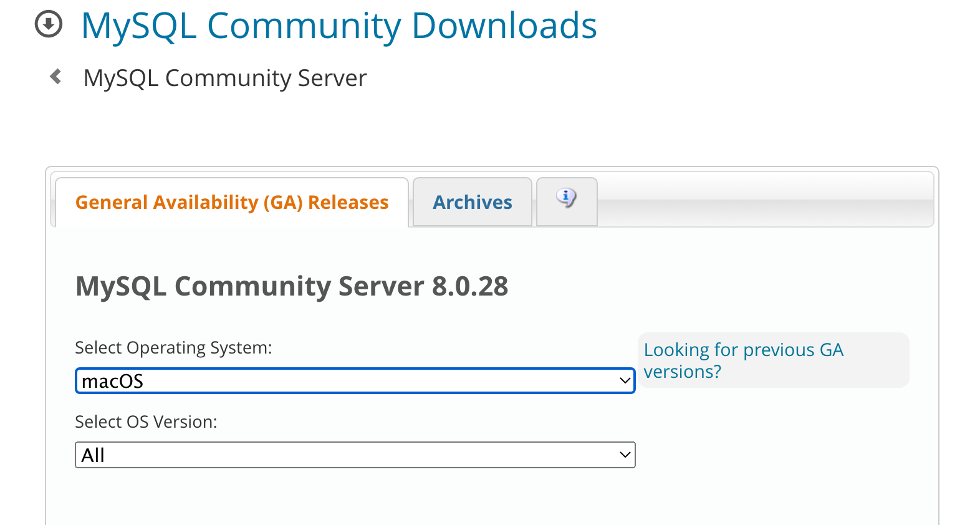 MySQL Community Downloads
MySQL Community Server
General Availability (GA) Releases
Archives
MySQL Community Server 8.0.28
Select Operating System:
Looking for previous GA
versions?
macOS
Select OS Version:
All